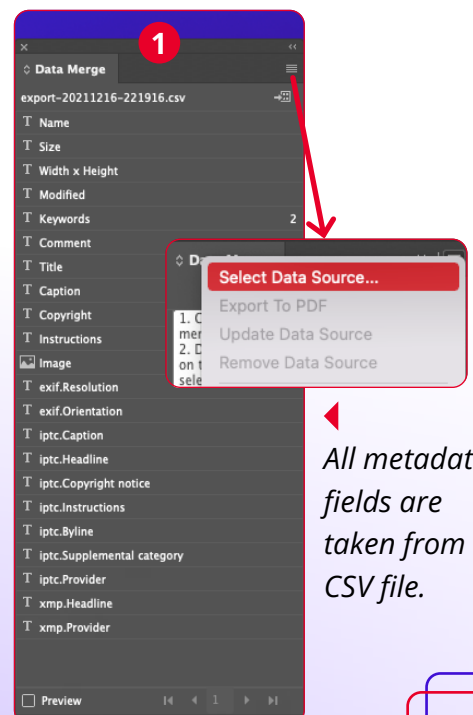 1
Data Merge
export-20211216-221916.csv
Name
Size
Width x Height
Modified
Keywords 2
Comment
Title
Caption
Copyright
Instructions
Image
exif.Resolution
exif.Orientation
iptc.Caption
iptc.Headline
iptc.Copyright notice
iptc.Instructions
iptc.Byline
iptc.Supplemental category
iptc.Provider
xmp.Headline
xmp.Provider
Preview 1
Select Data Source...
Export To PDF
Update Data Source
Remove Data Source
1.
2.
on
All
fields are
taken from
CSV file.